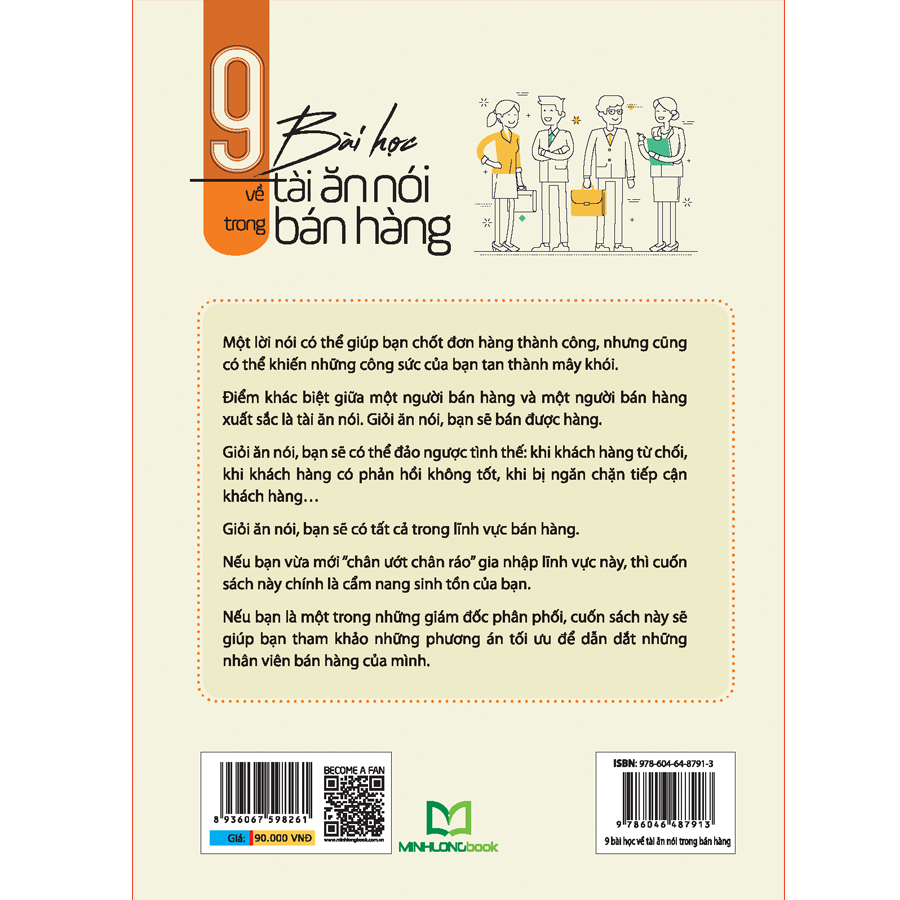 9 Bài học
về tài ăn nói
trong bán hàng
Một lời nói có thể giúp bạn chốt đơn hàng thành công, nhưng cũng
có thể khiến những công sức của bạn tan thành mây khói.
Điểm khác biệt giữa một người bán hàng và một người bán hàng
xuất sắc là tài ăn nói. Giỏi ăn nói, bạn sẽ bán được hàng.
Giỏi ăn nói, bạn sẽ có thể đảo ngược tình thế: khi khách hàng từ chối,
khi khách hàng có phản hồi không tốt, khi bị ngăn chặn tiếp cận
khách hàng…
Giỏi ăn nói, bạn sẽ có tất cả trong lĩnh vực bán hàng.
Nếu bạn vừa mới “chân ướt chân ráo” gia nhập lĩnh vực này, thì cuốn
sách này chính là cẩm nang sinh tồn của bạn.
Nếu bạn là một trong những giám đốc phân phối, cuốn sách này sẽ
giúp bạn tham khảo những phương án tối ưu để dẫn dắt những
nhân viên bán hàng của mình.
8 936067 598261
Giá: 90.000 VNĐ
BECOME A FAN
www.minhlongbook.com.vn
MINHLONGbook
ISBN: 978-604-64-8791-3
9 786046 487913
9 bài học về tài ăn nói trong bán hàng